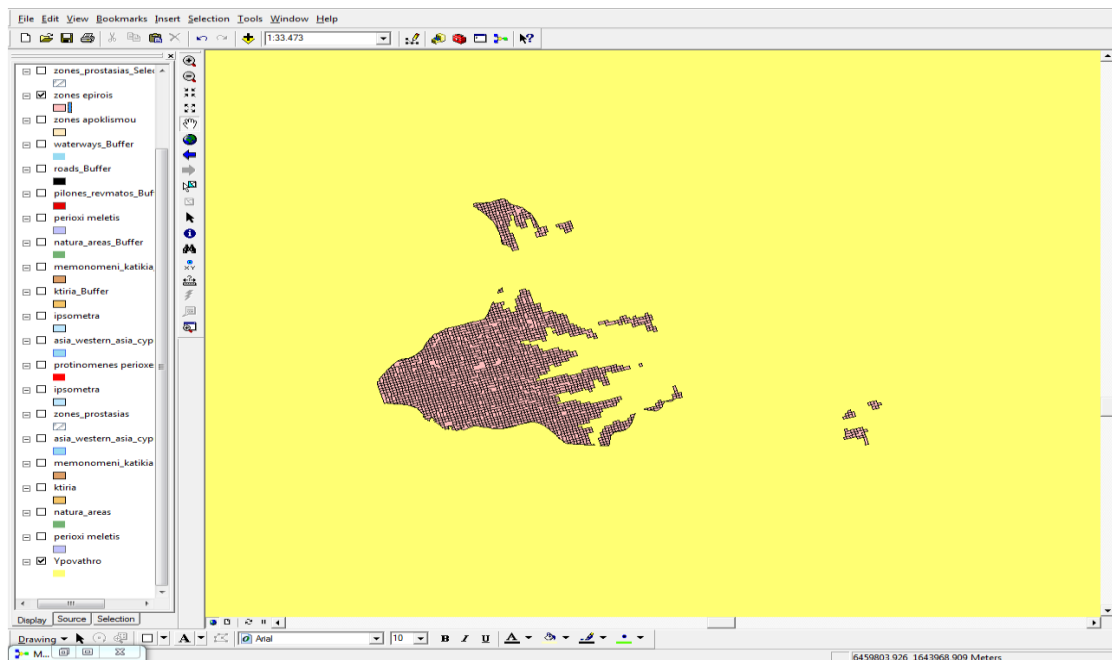 File Edit View Bookmarks Insert Selection Tools Window Help
1:33.473
zones_prostasias_Selec
zones epirois
zones apoklismou
waterways_Buffer
roads_Buffer
pilones_revmatos_Buf
perioxi meletis
natura_areas_Buffer
memonomeni_katikia_
ktiria_Buffer
ipsometra
asia_western_asia_cyp
protinomenes perioxe
ipsometra
zones_prostasias
asia_western_asia_cyp
memonomeni_katikia
ktiria
natura_areas
perioxi meletis
Ypovathro
Display Source Selection
Drawing A Arial 10 B I U A
M...
6459803.926 1643968.909 Meters